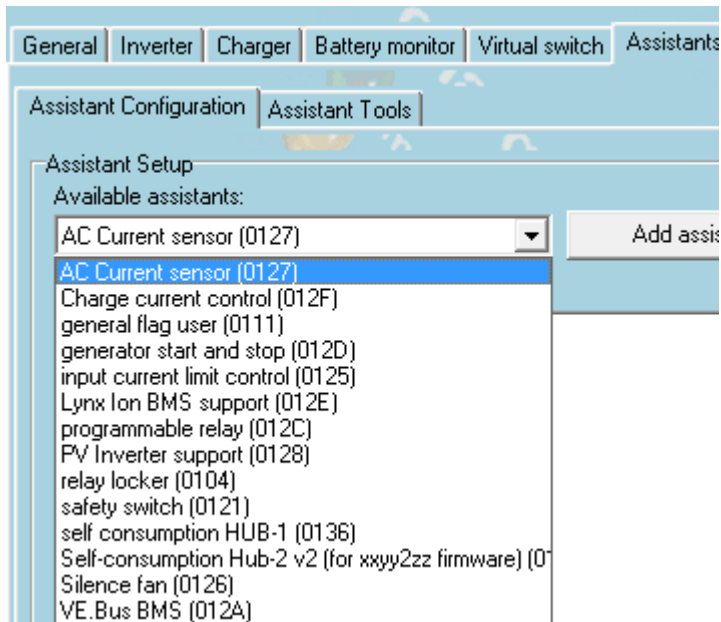 General Inverter Charger Battery monitor Virtual switch Assistants
Assistant Configuration Assistant Tools
Assistant Setup
Available assistants:
AC Current sensor (0127) Add assis
AC Current sensor (0127)
Charge current control (012F)
general flag user (0111)
generator start and stop (012D)
input current limit control (0125)
Lynx Ion BMS support (012E)
programmable relay (012C)
PV Inverter support (0128)
relay locker (0104)
safety switch (0121)
self consumption HUB-1 (0136)
Self-consumption Hub-2 v2 (for xxyy2zz firmware) (01
Silence fan (0126)
VE.Bus BMS (012A)